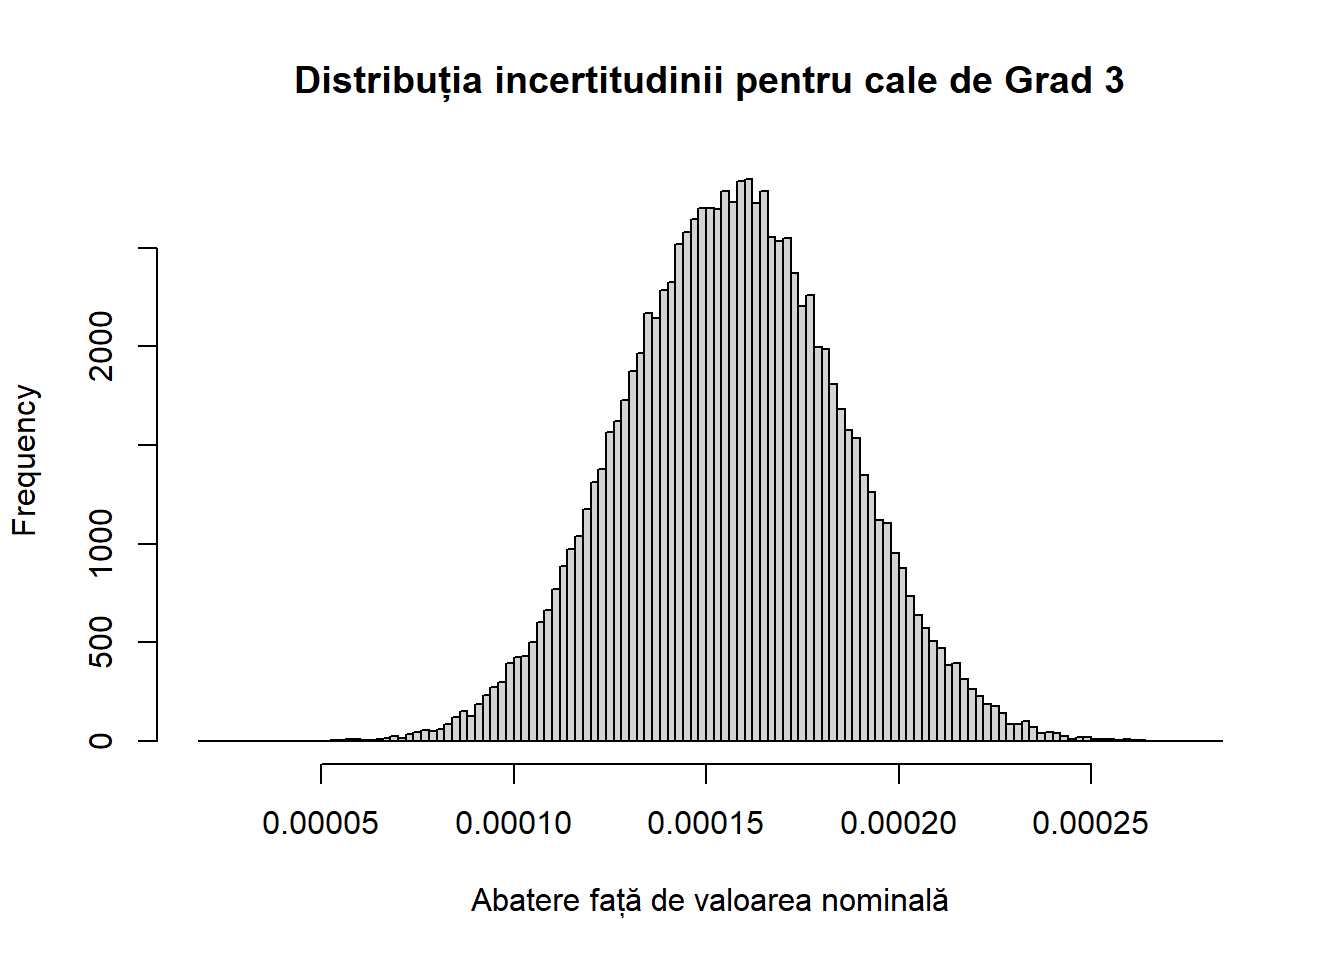 Distribuția incertitudinii pentru cale de Grad 3
Frequency
2000
1000
500
0
0.00005 0.00010 0.00015 0.00020 0.00025
Abatere față de valoarea nominală